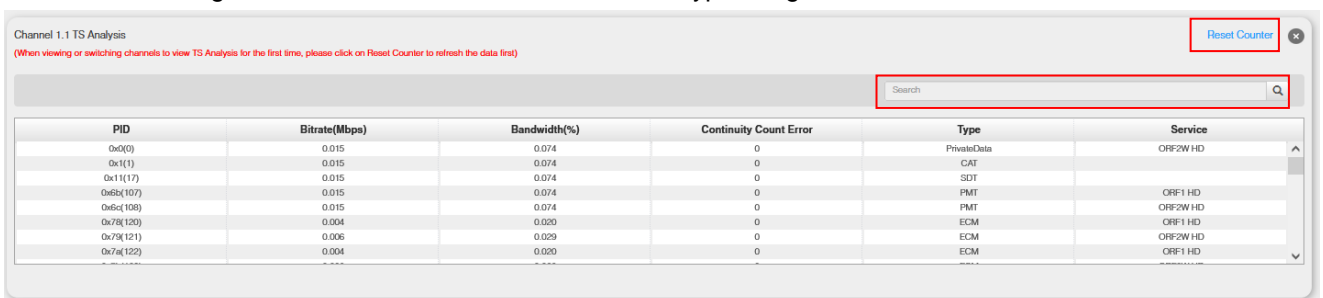 Channel 1.1 TS Analysis
Reset Counter
(When viewing or switching channels to view TS Analysis for the first time, please click on Reset Counter to refresh the data first)
Search
PID Bitrate(Mbps) Bandwidth(%) Continuity Count Error Type Service
0x0(0) 0.015 0.074 0 PrivateData ORF2W HD
0x1(1) 0.015 0.074 0 CAT
0x11(17) 0.015 0.074 0 SDT
0x6b(107) 0.015 0.074 0 PMT ORF1 HD
0x6c(108) 0.015 0.074 0 PMT ORF2W HD
0x78(120) 0.004 0.020 0 ECM ORF1 HD
0x79(121) 0.006 0.029 0 ECM ORF2W HD
0x7a(122) 0.004 0.020 0 ECM ORF1 HD